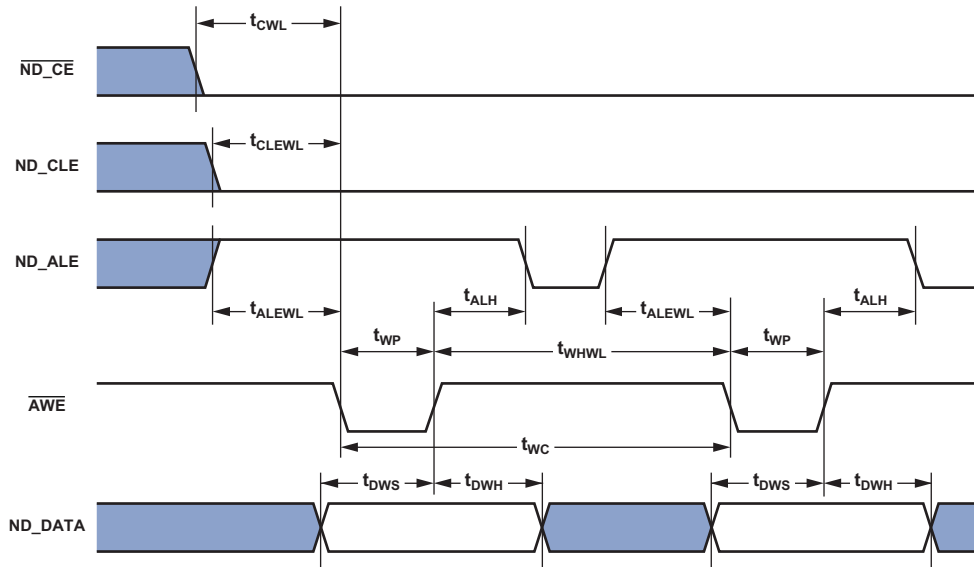 tCWL
ND_CE
tCLEWL
ND_CLE
ND_ALE
tALEWL
tALH
tALEWL
tALH
tWP
tWHWL
tWP
AWE
tWC
tDWS
tDWH
tDWS
tDWH
ND_DATA